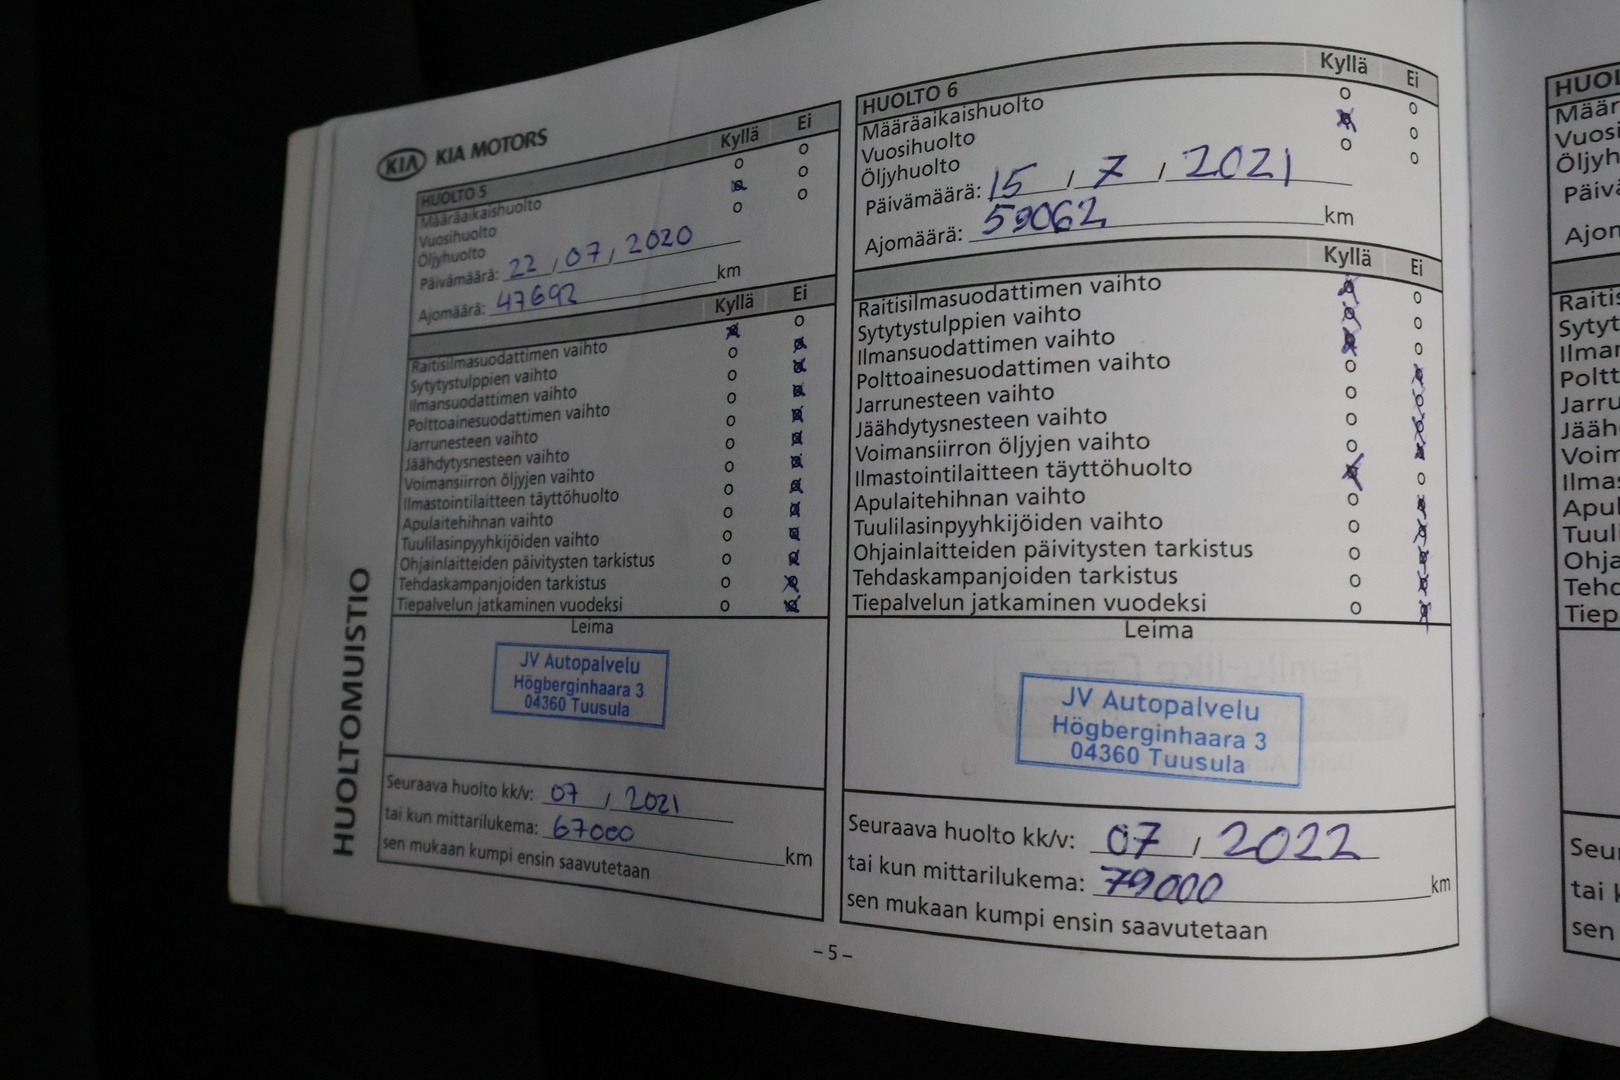 KIA KIA MOTORS
HUOLTOMUISTIO
HUOLTO 5 Kyllä Ei
Määräaikaishuolto
Vuosihuolto
Öljyhuolto
Päivämäärä: 22 / 07 / 2020
Ajomäärä: 47692 km
Kyllä Ei
Raitisilmasuodattimen vaihto
Sytytystulppien vaihto
Ilmansuodattimen vaihto
Polttoainesuodattimen vaihto
Jarrunesteen vaihto
Jäähdytysnesteen vaihto
Voimansiirron öljyjen vaihto
Ilmastointilaitteen täyttöhuolto
Apulaitehihnan vaihto
Tuulilasinpyyhkijöiden vaihto
Ohjainlaitteiden päivitysten tarkistus
Tehdaskampanjoiden tarkistus
Tiepalvelun jatkaminen vuodeksi
Leima
JV Autopalvelu
Högberginhaara 3
04360 Tuusula
Seuraava huolto kk/v: 07 / 2021
tai kun mittarilukema: 67000 km
sen mukaan kumpi ensin saavutetaan
HUOLTO 6 Kyllä Ei
Määräaikaishuolto
Vuosihuolto
Öljyhuolto
Päivämäärä: 15 / 7 / 2021
Ajomäärä: 59062 km
Kyllä Ei
Raitisilmasuodattimen vaihto
Sytytystulppien vaihto
Ilmansuodattimen vaihto
Polttoainesuodattimen vaihto
Jarrunesteen vaihto
Jäähdytysnesteen vaihto
Voimansiirron öljyjen vaihto
Ilmastointilaitteen täyttöhuolto
Apulaitehihnan vaihto
Tuulilasinpyyhkijöiden vaihto
Ohjainlaitteiden päivitysten tarkistus
Tehdaskampanjoiden tarkistus
Tiepalvelun jatkaminen vuodeksi
Leima
JV Autopalvelu
Högberginhaara 3
04360 Tuusula
Seuraava huolto kk/v: 07 / 2022
tai kun mittarilukema: 79000 km
sen mukaan kumpi ensin saavutetaan
– 5 –